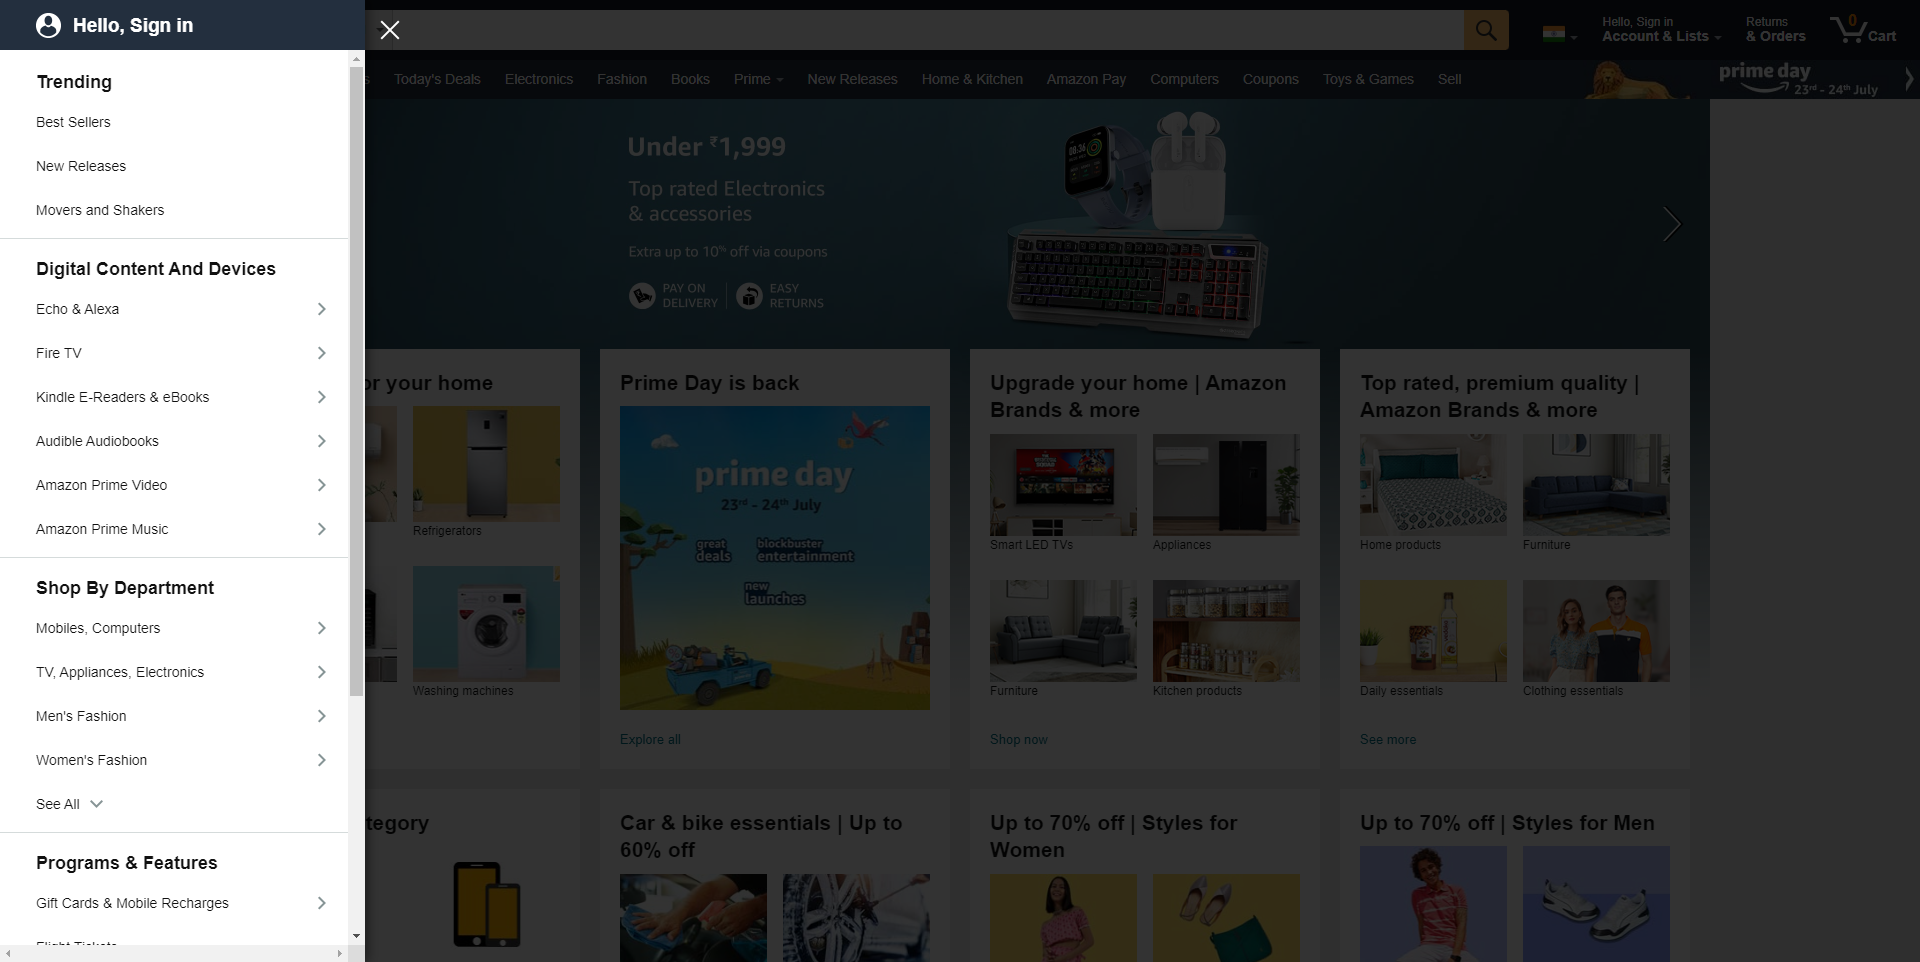 Hello, Sign in
Trending
Best Sellers
New Releases
Movers and Shakers
Digital Content And Devices
Echo & Alexa
Fire TV
Kindle E-Readers & eBooks
Audible Audiobooks
Amazon Prime Video
Amazon Prime Music
Shop By Department
Mobiles, Computers
TV, Appliances, Electronics
Men's Fashion
Women's Fashion
See All
Programs & Features
Gift Cards & Mobile Recharges
Flight Tickets
Hello, Sign in
Account & Lists
Returns
& Orders
0
Cart
Today's Deals
Electronics
Fashion
Books
Prime
New Releases
Home & Kitchen
Amazon Pay
Computers
Coupons
Toys & Games
Sell
prime day
23rd - 24th July
Under ₹1,999
Top rated Electronics
& accessories
Extra up to 10% off via coupons
PAY ON
DELIVERY
EASY
RETURNS
08:36
or your home
Refrigerators
Washing machines
Prime Day is back
prime day
23rd - 24th July
great
deals
blockbuster
entertainment
new
launches
Explore all
Upgrade your home | Amazon
Brands & more
Smart LED TVs
Appliances
Furniture
Kitchen products
Shop now
Top rated, premium quality |
Amazon Brands & more
Home products
Furniture
Daily essentials
Clothing essentials
See more
tegory
Car & bike essentials | Up to
60% off
Up to 70% off | Styles for
Women
Up to 70% off | Styles for Men